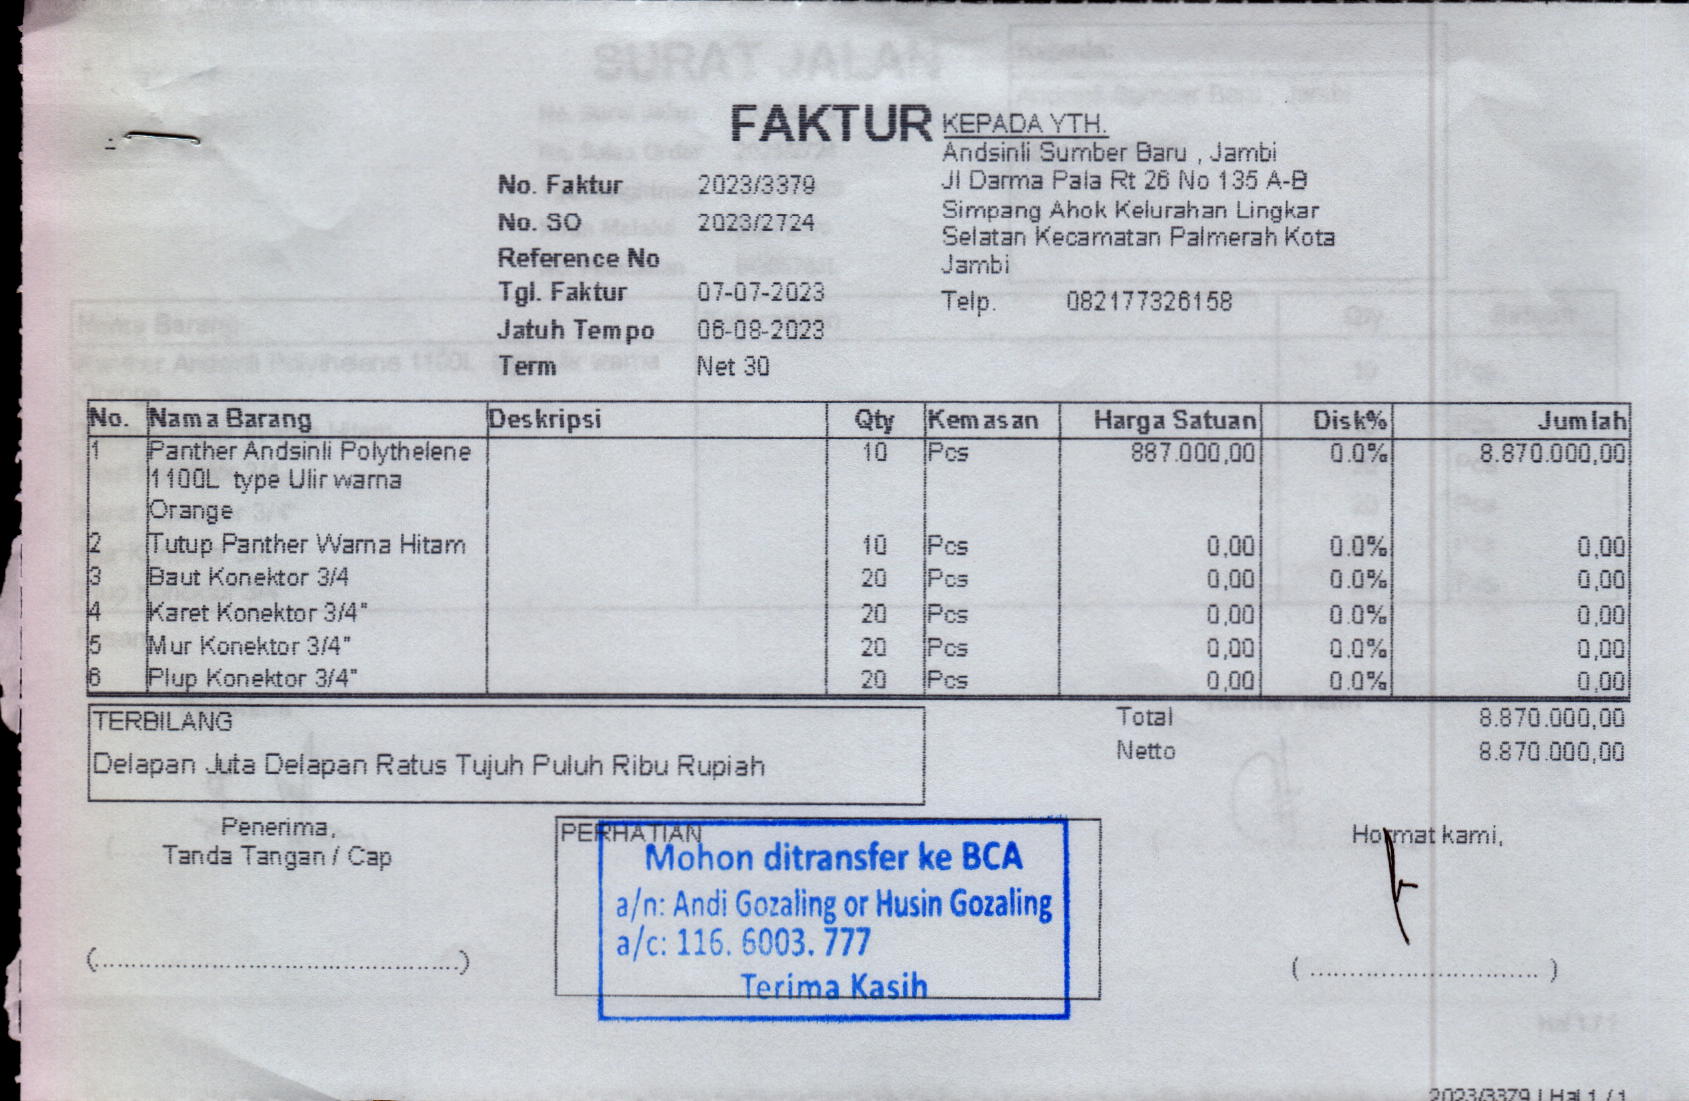 FAKTUR
KEPADA YTH.
Andsinli Sumber Baru , Jambi
Jl Darma Pala Rt 26 No 135 A-B
Simpang Ahok Kelurahan Lingkar
Selatan Kecamatan Palmerah Kota
Jambi
Telp. 082177326158
No. Faktur 2023/3379
No. SO 2023/2724
Reference No
Tgl. Faktur 07-07-2023
Jatuh Tempo 06-08-2023
Term Net 30
No. Nama Barang Deskripsi Qty Kemasan Harga Satuan Disk% Jumlah
1 Panther Andsinli Polythelene 10 Pcs 887.000,00 0.0% 8.870.000,00
1100L type Ulir warna
Orange
2 Tutup Panther Warna Hitam 10 Pcs 0,00 0.0% 0,00
3 Baut Konektor 3/4 20 Pcs 0,00 0.0% 0,00
4 Karet Konektor 3/4" 20 Pcs 0,00 0.0% 0,00
5 Mur Konektor 3/4" 20 Pcs 0,00 0.0% 0,00
6 Plup Konektor 3/4" 20 Pcs 0,00 0.0% 0,00
TERBILANG
Delapan Juta Delapan Ratus Tujuh Puluh Ribu Rupiah
Total 8.870.000,00
Netto 8.870.000,00
Penerima,
Tanda Tangan / Cap
(..................................................)
PERHATIAN
Mohon ditransfer ke BCA
a/n: Andi Gozaling or Husin Gozaling
a/c: 116. 6003. 777
Terima Kasih
Hormat kami,
( ................................ )
2023/3379 | Hal 1 / 1